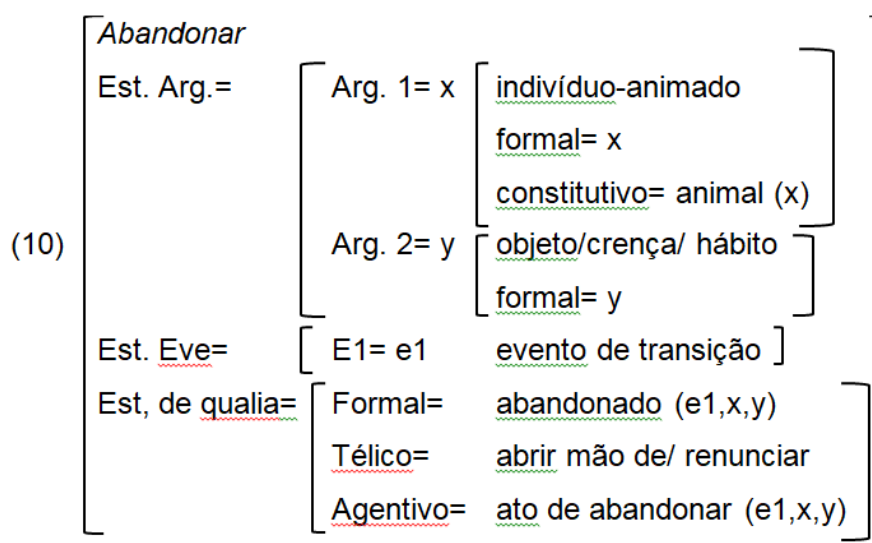 Abandonar
Est. Arg.= Arg. 1= x indivíduo-animado
formal= x
constitutivo= animal (x)
(10) Arg. 2= y objeto/crença/ hábito
formal= y
Est. Eve= E1= e1 evento de transição
Est, de qualia= Formal= abandonado (e1,x,y)
Télico= abrir mão de/ renunciar
Agentivo= ato de abandonar (e1,x,y)